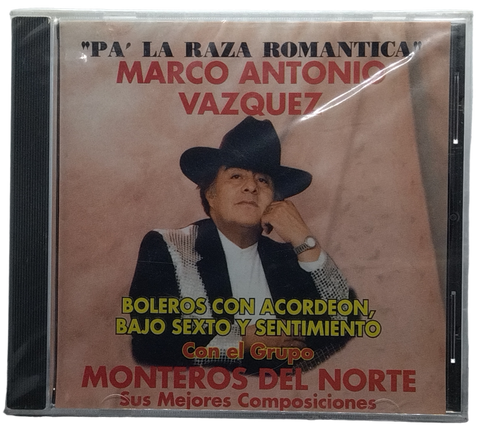 "PA' LA RAZA ROMANTICA"
MARCO ANTONIO
VAZQUEZ
BOLEROS CON ACORDEON,
BAJO SEXTO Y SENTIMIENTO
Con el Grupo
MONTEROS DEL NORTE
Sus Mejores Composiciones